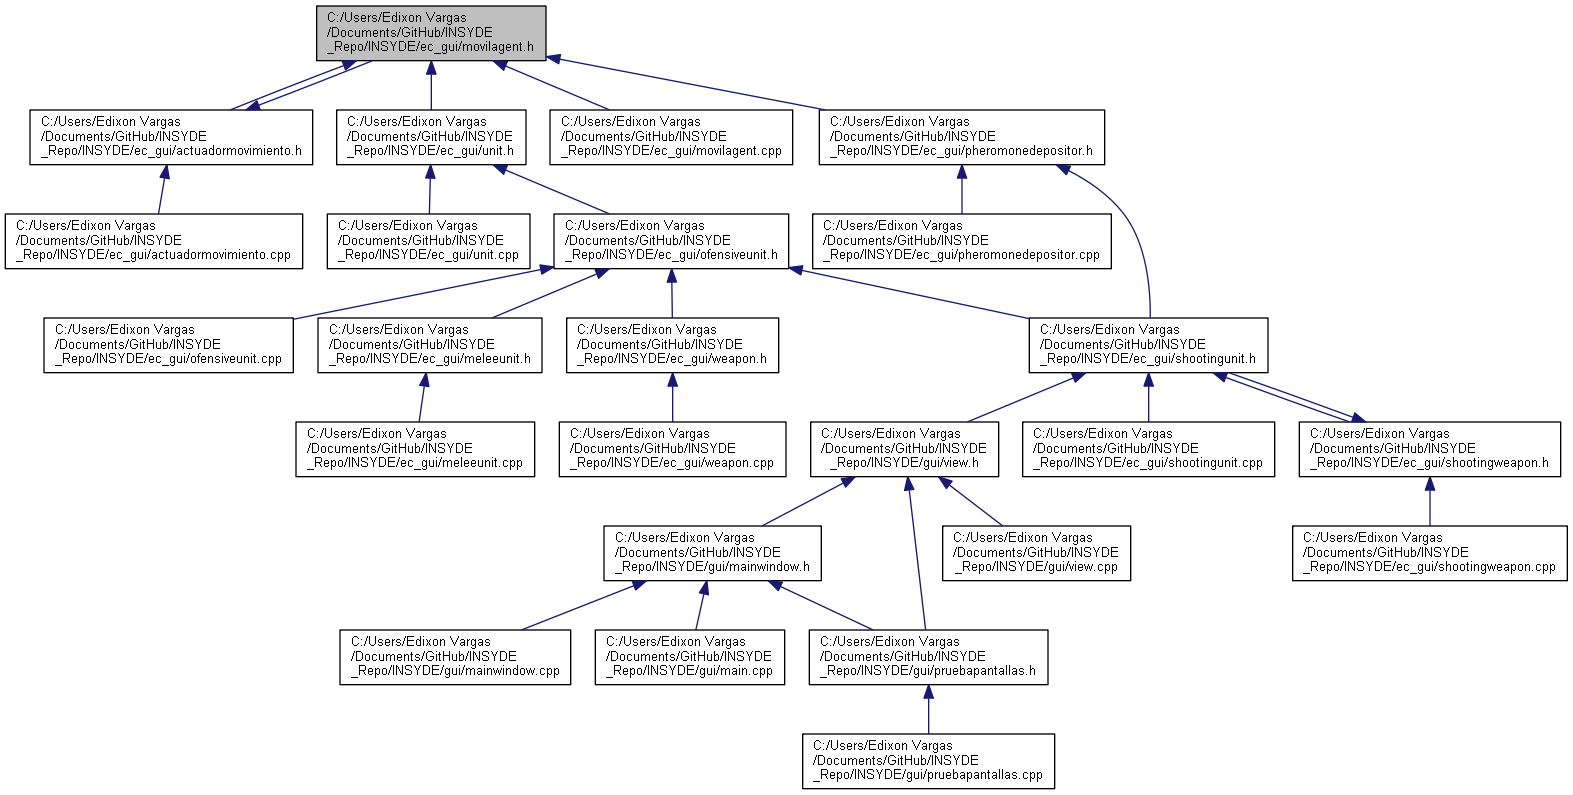 C:/Users/Edixon Vargas
/Documents/GitHub/INSYDE
_Repo/INSYDE/ec_gui/movilagent.h
C:/Users/Edixon Vargas
/Documents/GitHub/INSYDE
_Repo/INSYDE/ec_gui/actuadormovimiento.h
C:/Users/Edixon Vargas
/Documents/GitHub/INSYDE
_Repo/INSYDE/ec_gui/unit.h
C:/Users/Edixon Vargas
/Documents/GitHub/INSYDE
_Repo/INSYDE/ec_gui/movilagent.cpp
C:/Users/Edixon Vargas
/Documents/GitHub/INSYDE
_Repo/INSYDE/ec_gui/pheromonedepositor.h
C:/Users/Edixon Vargas
/Documents/GitHub/INSYDE
_Repo/INSYDE/ec_gui/actuadormovimiento.cpp
C:/Users/Edixon Vargas
/Documents/GitHub/INSYDE
_Repo/INSYDE/ec_gui/unit.cpp
C:/Users/Edixon Vargas
/Documents/GitHub/INSYDE
_Repo/INSYDE/ec_gui/ofensiveunit.h
C:/Users/Edixon Vargas
/Documents/GitHub/INSYDE
_Repo/INSYDE/ec_gui/pheromonedepositor.cpp
C:/Users/Edixon Vargas
/Documents/GitHub/INSYDE
_Repo/INSYDE/ec_gui/ofensiveunit.cpp
C:/Users/Edixon Vargas
/Documents/GitHub/INSYDE
_Repo/INSYDE/ec_gui/meleeunit.h
C:/Users/Edixon Vargas
/Documents/GitHub/INSYDE
_Repo/INSYDE/ec_gui/weapon.h
C:/Users/Edixon Vargas
/Documents/GitHub/INSYDE
_Repo/INSYDE/ec_gui/shootingunit.h
C:/Users/Edixon Vargas
/Documents/GitHub/INSYDE
_Repo/INSYDE/ec_gui/meleeunit.cpp
C:/Users/Edixon Vargas
/Documents/GitHub/INSYDE
_Repo/INSYDE/ec_gui/weapon.cpp
C:/Users/Edixon Vargas
/Documents/GitHub/INSYDE
_Repo/INSYDE/gui/view.h
C:/Users/Edixon Vargas
/Documents/GitHub/INSYDE
_Repo/INSYDE/ec_gui/shootingunit.cpp
C:/Users/Edixon Vargas
/Documents/GitHub/INSYDE
_Repo/INSYDE/ec_gui/shootingweapon.h
C:/Users/Edixon Vargas
/Documents/GitHub/INSYDE
_Repo/INSYDE/gui/mainwindow.h
C:/Users/Edixon Vargas
/Documents/GitHub/INSYDE
_Repo/INSYDE/gui/view.cpp
C:/Users/Edixon Vargas
/Documents/GitHub/INSYDE
_Repo/INSYDE/ec_gui/shootingweapon.cpp
C:/Users/Edixon Vargas
/Documents/GitHub/INSYDE
_Repo/INSYDE/gui/mainwindow.cpp
C:/Users/Edixon Vargas
/Documents/GitHub/INSYDE
_Repo/INSYDE/gui/main.cpp
C:/Users/Edixon Vargas
/Documents/GitHub/INSYDE
_Repo/INSYDE/gui/pruebapantallas.h
C:/Users/Edixon Vargas
/Documents/GitHub/INSYDE
_Repo/INSYDE/gui/pruebapantallas.cpp